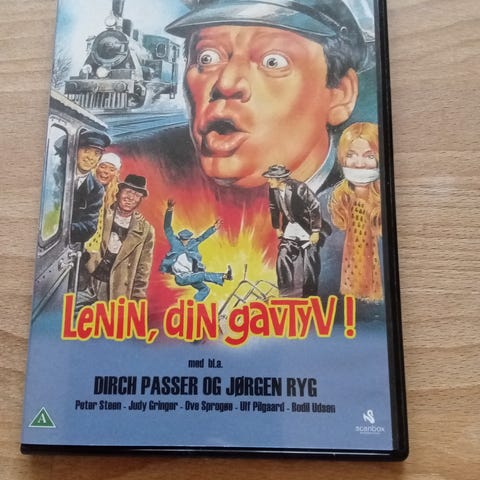 Lenin, din gavtyv!
med bl.a.
DIRCH PASSER OG JØRGEN RYG
Peter Steen - Judy Gringer - Ove Sprogøe - Ulf Pilgaard - Bodil Udsen
A
scanbox